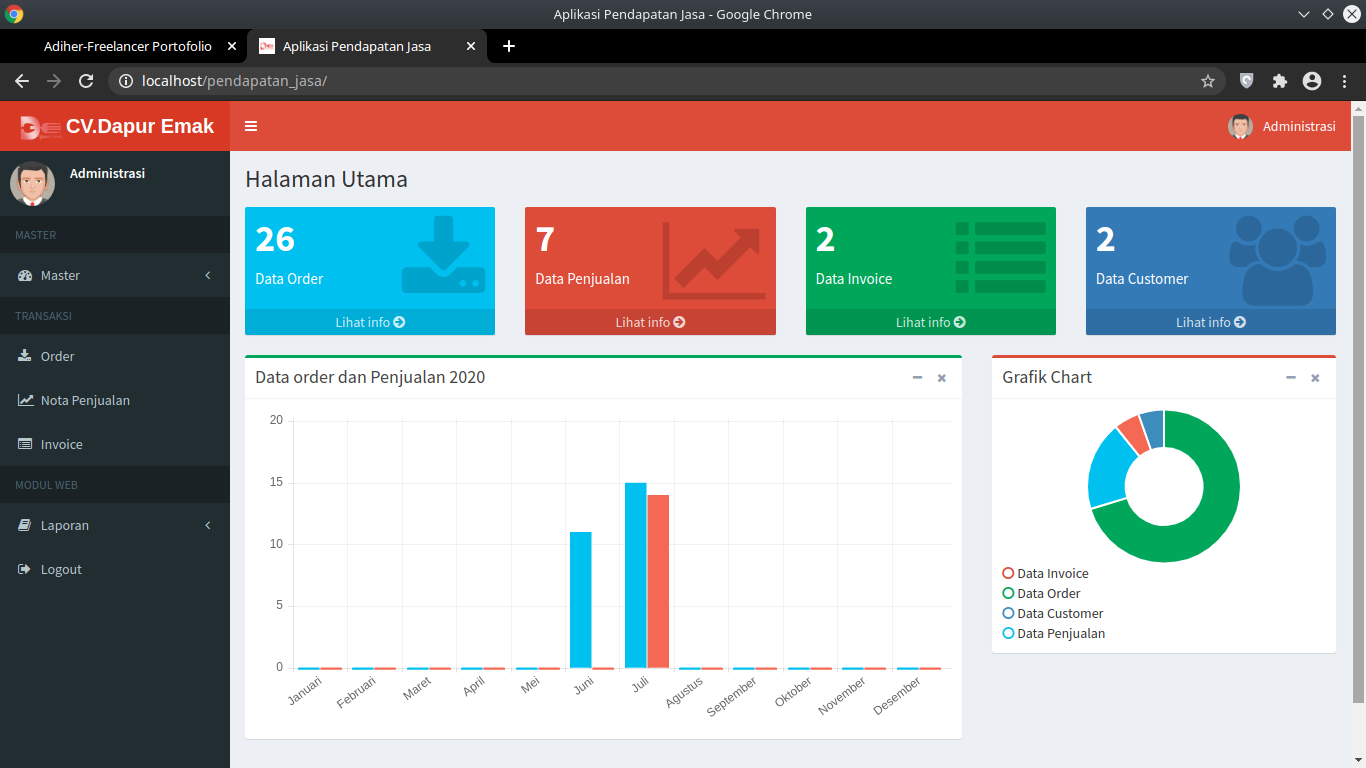 Aplikasi Pendapatan Jasa - Google Chrome
Adiher-Freelancer Portofolio
Aplikasi Pendapatan Jasa
localhost/pendapatan_jasa/
CV.Dapur Emak
Administrasi
Administrasi
MASTER
Master
TRANSAKSI
Order
Nota Penjualan
Invoice
MODUL WEB
Laporan
Logout
Halaman Utama
26
Data Order
Lihat info
7
Data Penjualan
Lihat info
2
Data Invoice
Lihat info
2
Data Customer
Lihat info
Data order dan Penjualan 2020
20
15
10
5
0
Januari
Februari
Maret
April
Mei
Juni
Juli
Agustus
September
Oktober
November
Desember
Grafik Chart
Data Invoice
Data Order
Data Customer
Data Penjualan